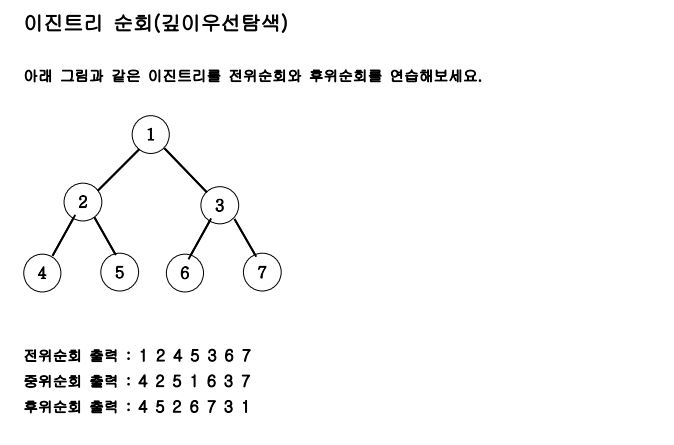 이진트리 순회(깊이우선탐색)
아래 그림과 같은 이진트리를 전위순회와 후위순회를 연습해보세요.
1
2 3
4 5 6 7
전위순회 출력 : 1 2 4 5 3 6 7
중위순회 출력 : 4 2 5 1 6 3 7
후위순회 출력 : 4 5 2 6 7 3 1